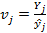 v_j = Y_j / ŷ_j